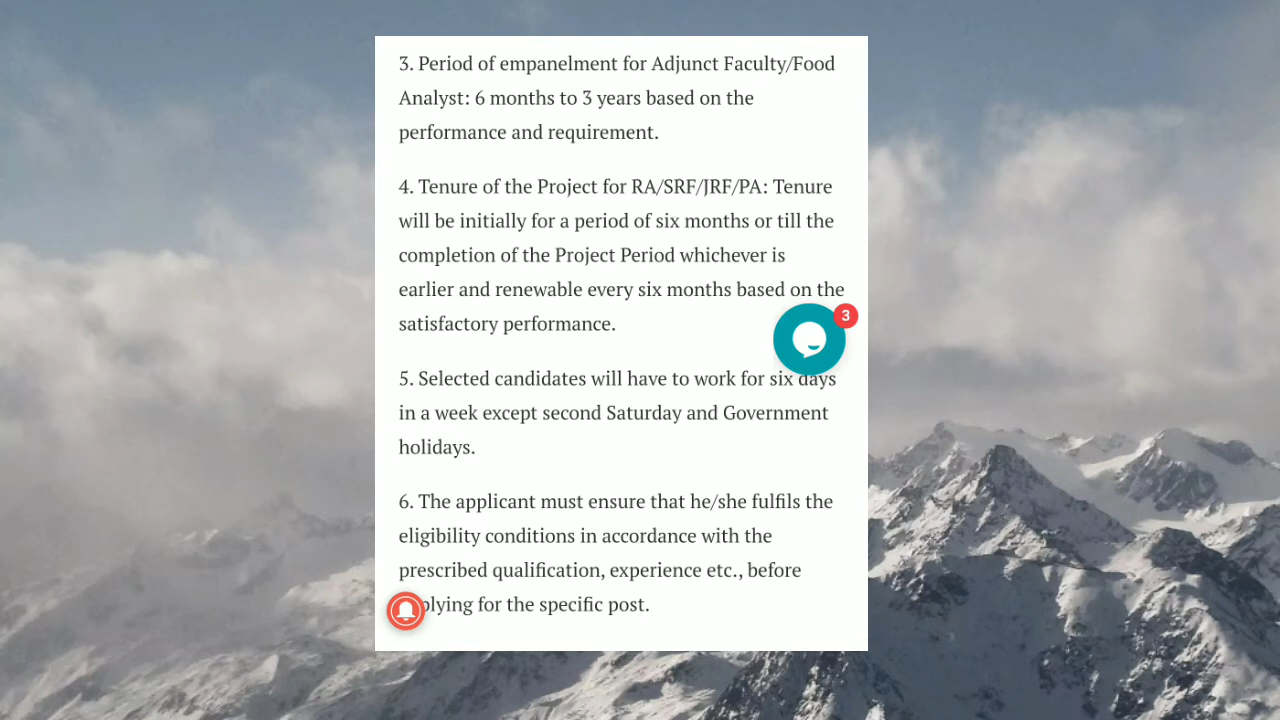 3. Period of empanelment for Adjunct Faculty/Food
Analyst: 6 months to 3 years based on the
performance and requirement.
4. Tenure of the Project for RA/SRF/JRF/PA: Tenure
will be initially for a period of six months or till the
completion of the Project Period whichever is
earlier and renewable every six months based on the
satisfactory performance.
3
5. Selected candidates will have to work for six days
in a week except second Saturday and Government
holidays.
6. The applicant must ensure that he/she fulfils the
eligibility conditions in accordance with the
prescribed qualification, experience etc., before
plying for the specific post.